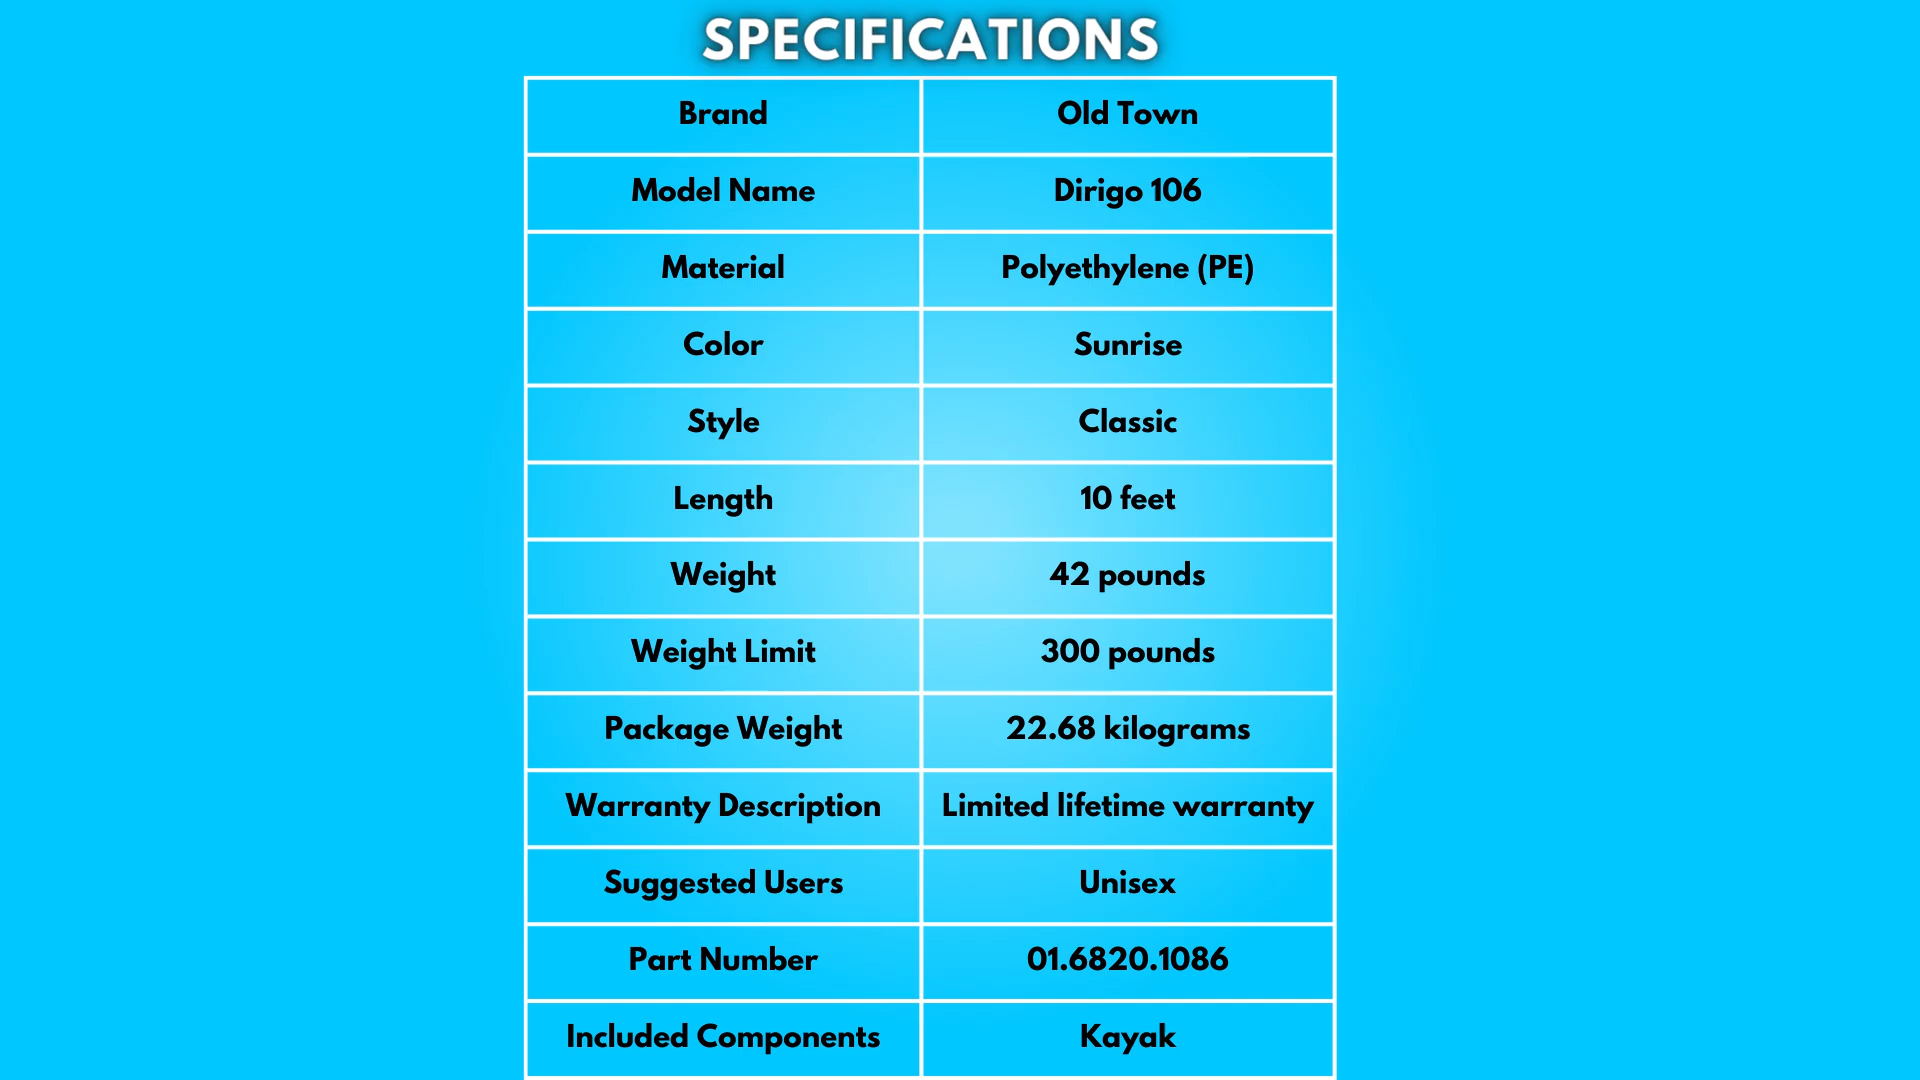 SPECIFICATIONS
Brand Old Town
Model Name Dirigo 106
Material Polyethylene (PE)
Color Sunrise
Style Classic
Length 10 feet
Weight 42 pounds
Weight Limit 300 pounds
Package Weight 22.68 kilograms
Warranty Description Limited lifetime warranty
Suggested Users Unisex
Part Number 01.6820.1086
Included Components Kayak